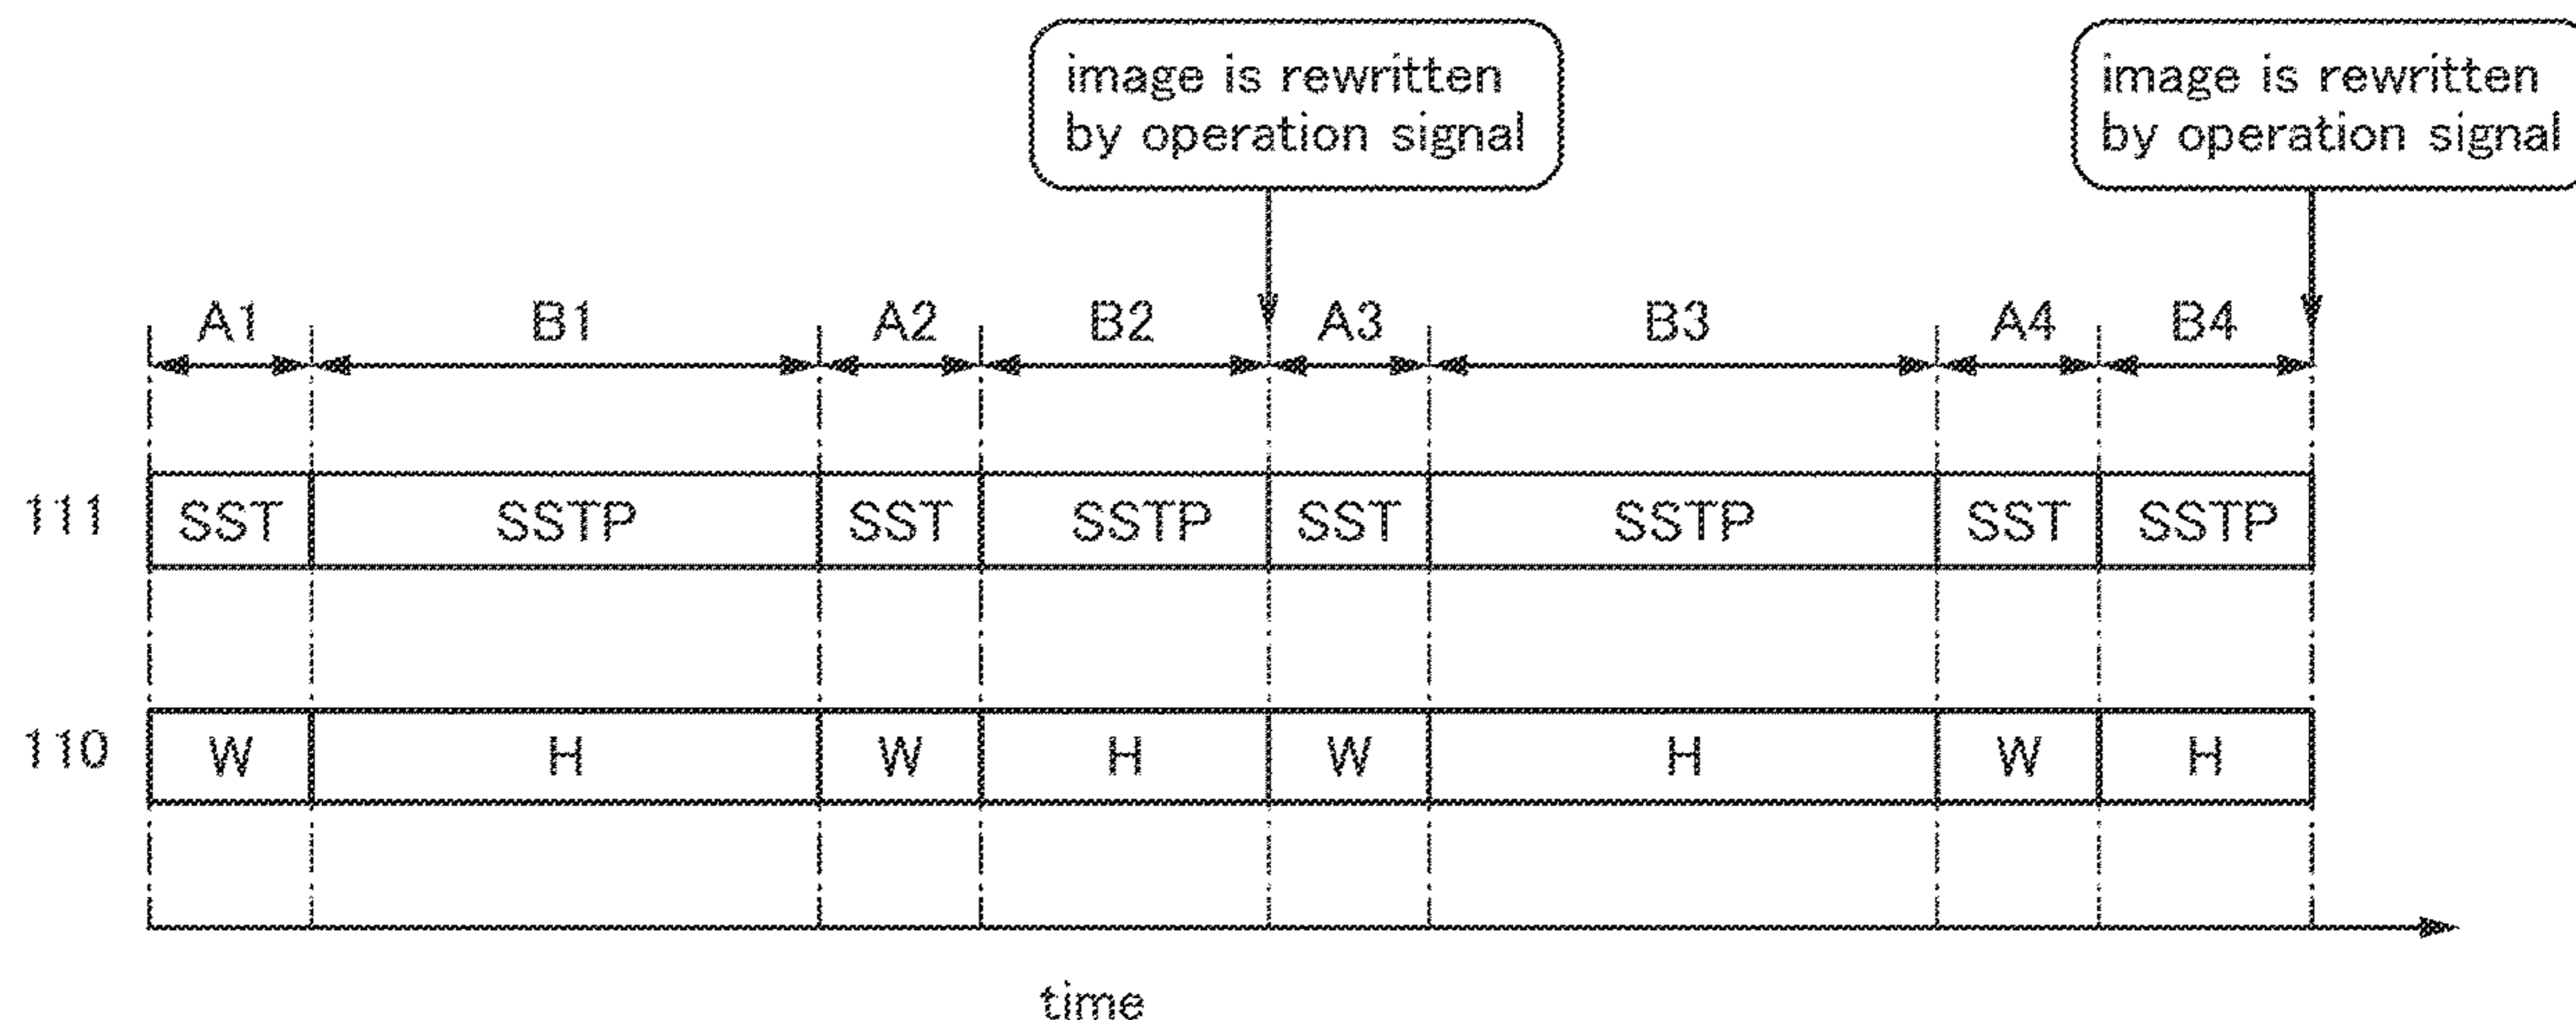 image is rewritten
by operation signal
image is rewritten
by operation signal
A1 B1 A2 B2 A3 B3 A4 B4
111 SST SSTP SST SSTP SST SSTP SST SSTP
110 W H W H W H W H
time